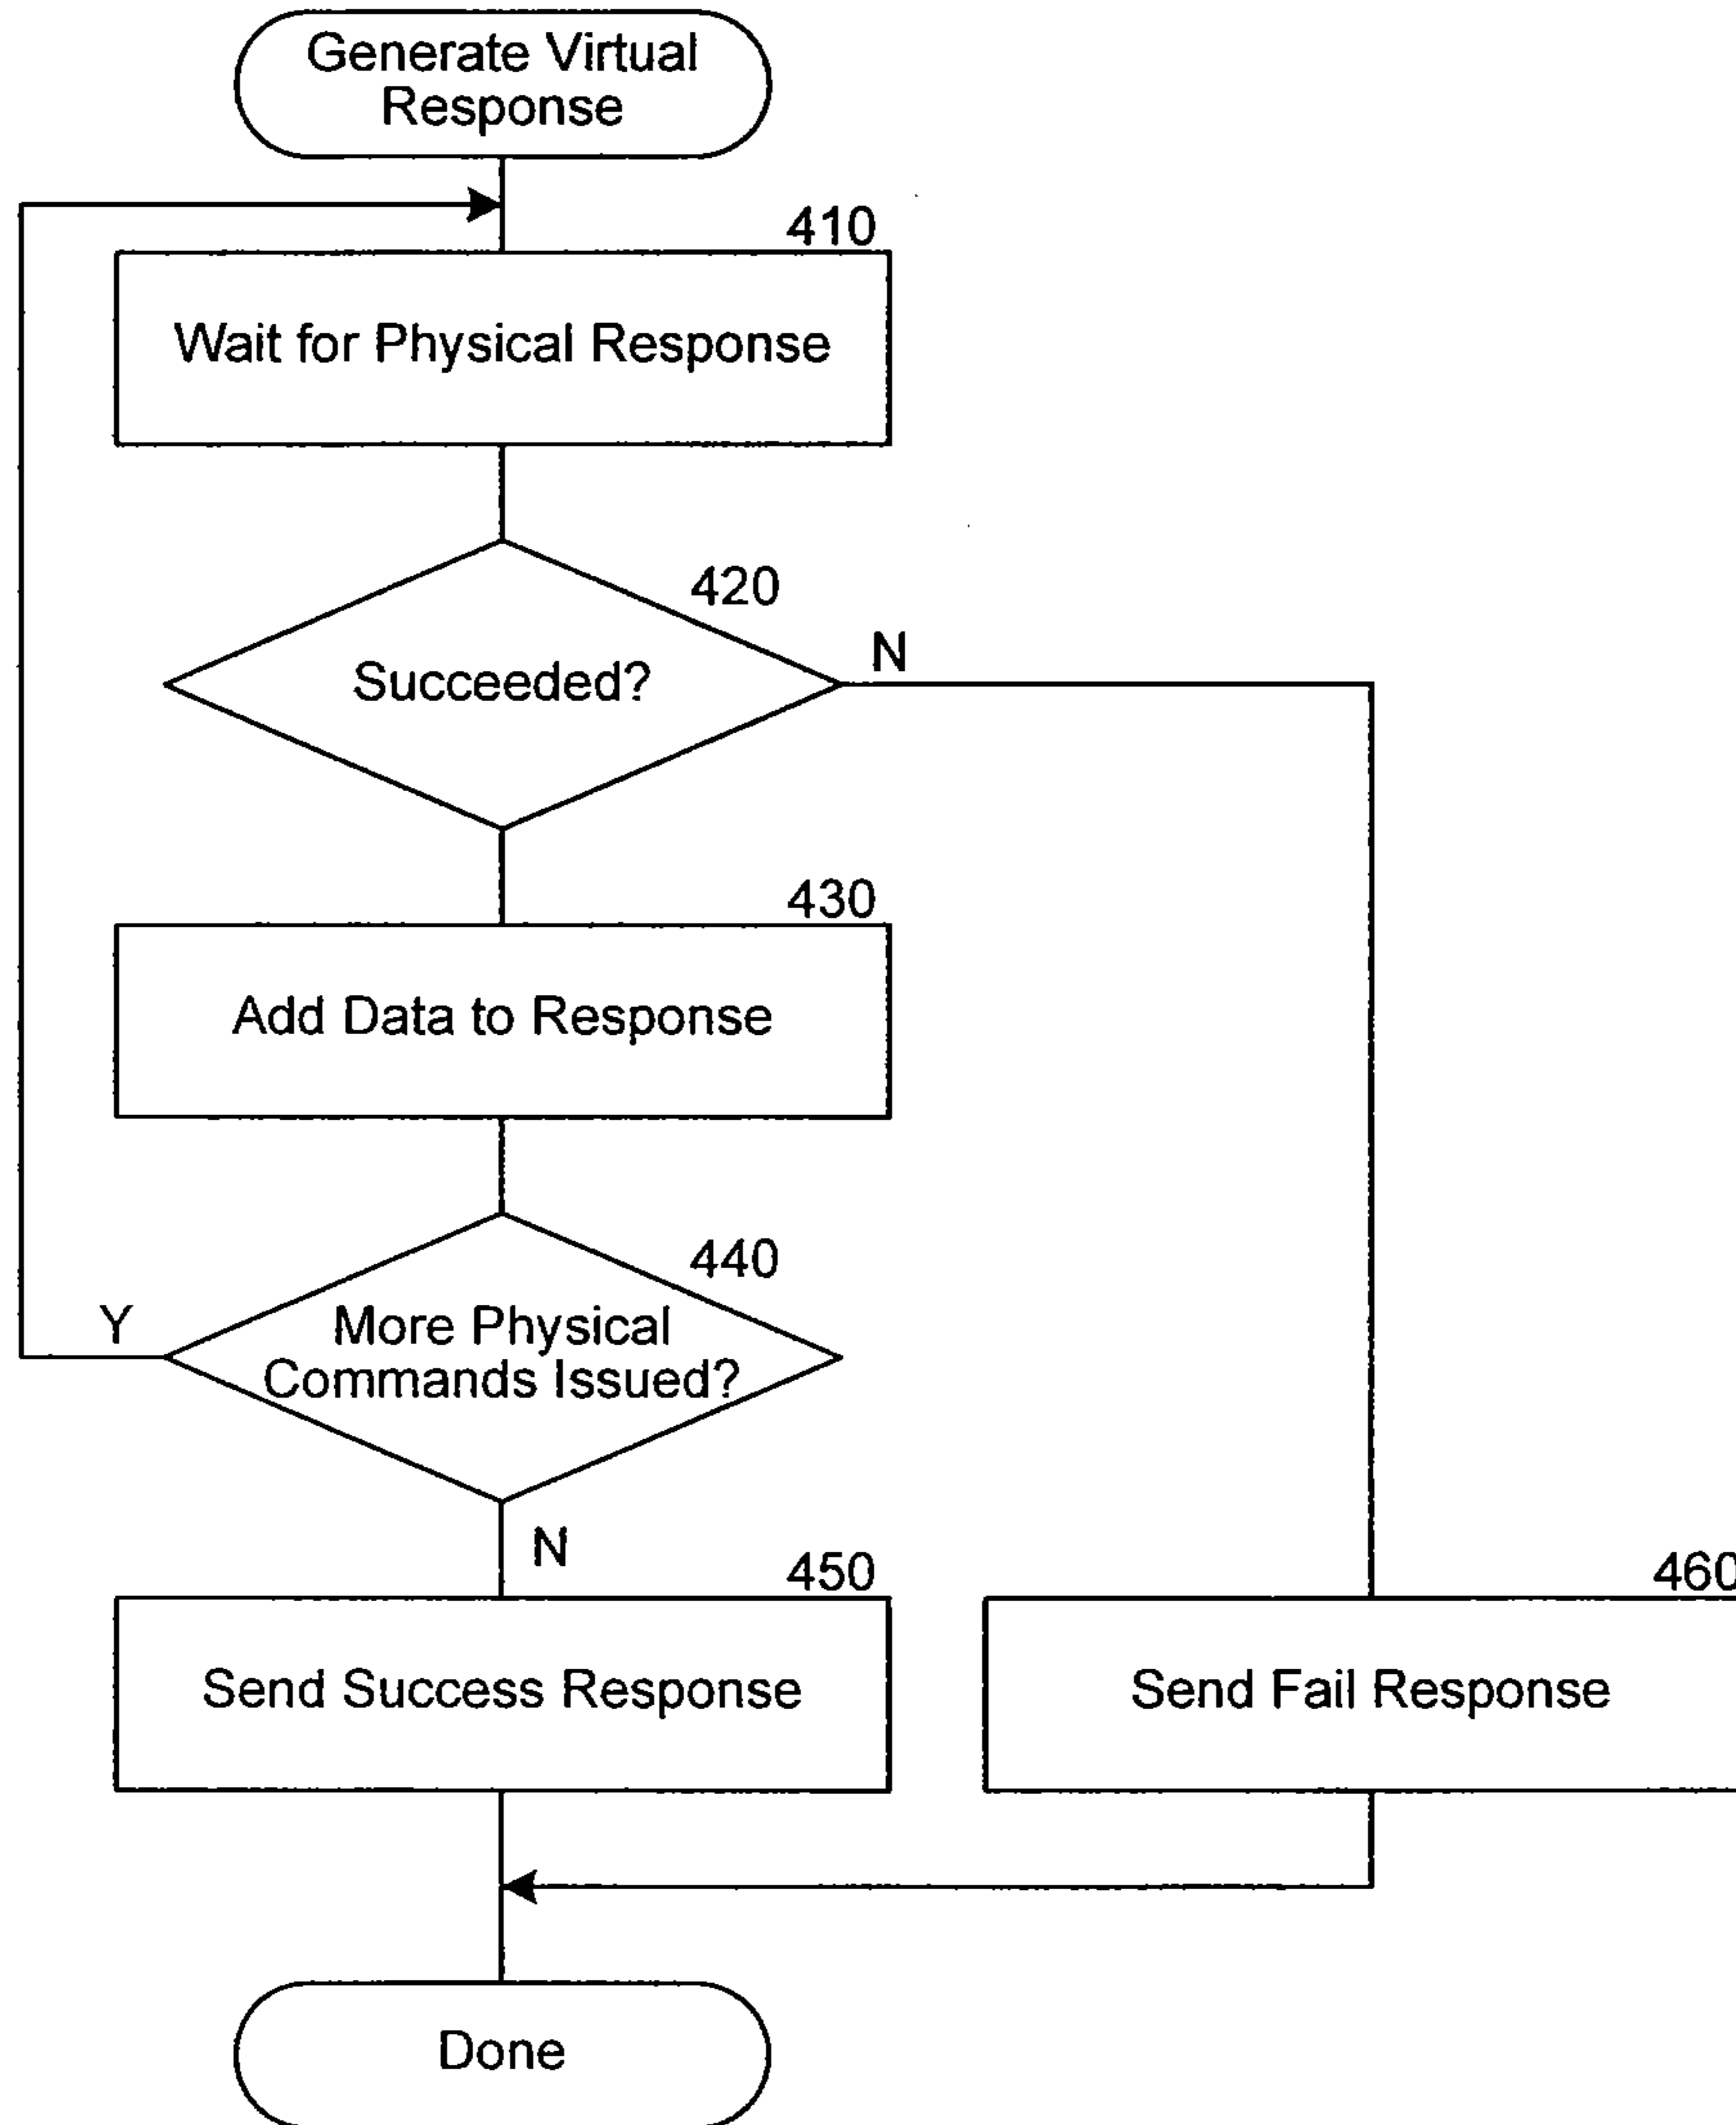 Generate Virtual
Response
410
Wait for Physical Response
420
N
Succeeded?
430
Add Data to Response
440
Y
More Physical
Commands Issued?
N
450
460
Send Success Response
Send Fail Response
Done